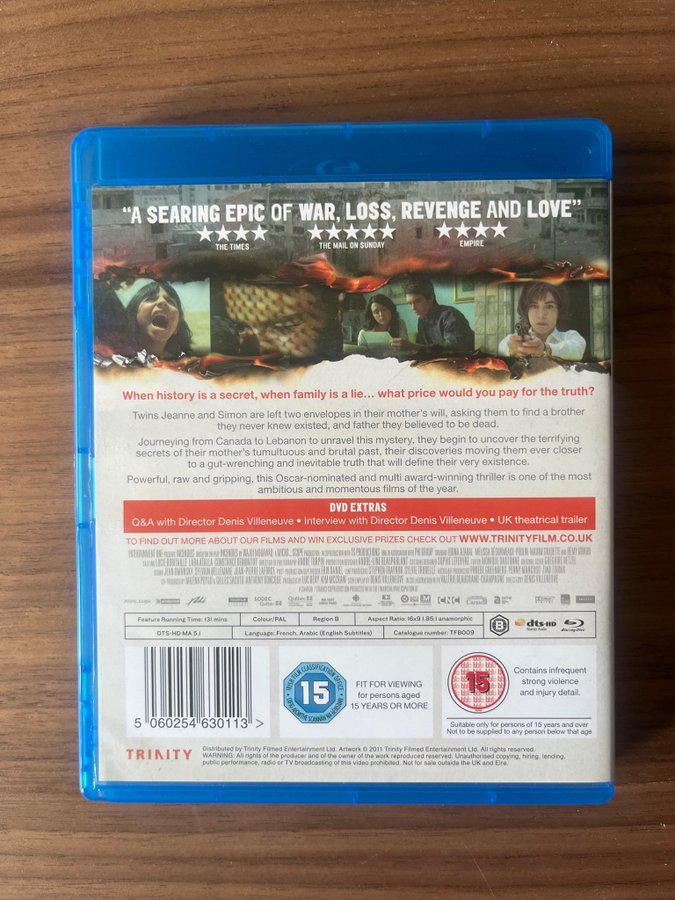 “A SEARING EPIC OF WAR, LOSS, REVENGE AND LOVE”
THE TIMES
THE MAIL ON SUNDAY
EMPIRE
When history is a secret, when family is a lie... what price would you pay for the truth?
Twins Jeanne and Simon are left two envelopes in their mother's will, asking them to find a brother
they never knew existed, and father they believed to be dead.
Journeying from Canada to Lebanon to unravel this mystery, they begin to uncover the terrifying
secrets of their mother's tumultuous and brutal past, their discoveries moving them ever closer
to a gut-wrenching and inevitable truth that will define their very existence.
Powerful, raw and gripping, this Oscar-nominated and multi award-winning thriller is one of the most
ambitious and momentous films of the year.
DVD EXTRAS
Q&A with Director Denis Villeneuve • Interview with Director Denis Villeneuve • UK theatrical trailer
TO FIND OUT MORE ABOUT OUR FILMS AND WIN EXCLUSIVE PRIZES CHECK OUT WWW.TRINITYFILM.CO.UK
Feature Running Time: 131 mins
Colour/PAL
Region B
Aspect Ratio: 16x9 1.85:1 anamorphic
DTS-HD MA 5.1
Language: French, Arabic (English Subtitles)
Catalogue number: TFB009
B
dts-HD
Master Audio
5 060254 630113 >
IRISH FILM CLASSIFICATION OFFICE
15
FIT FOR VIEWING
for persons aged
15 YEARS OR MORE
15
Contains infrequent
strong violence
and injury detail.
Suitable only for persons of 15 years and over
Not to be supplied to any person below that age
TRINITY
Distributed by Trinity Filmed Entertainment Ltd. Artwork © 2011 Trinity Filmed Entertainment Ltd. All rights reserved.
WARNING: All rights of the producer and of the owner of the work reproduced reserved. Unauthorised copying, hiring, lending,
public performance, radio or TV broadcasting of this video prohibited. Not for sale outside the UK and Eire.